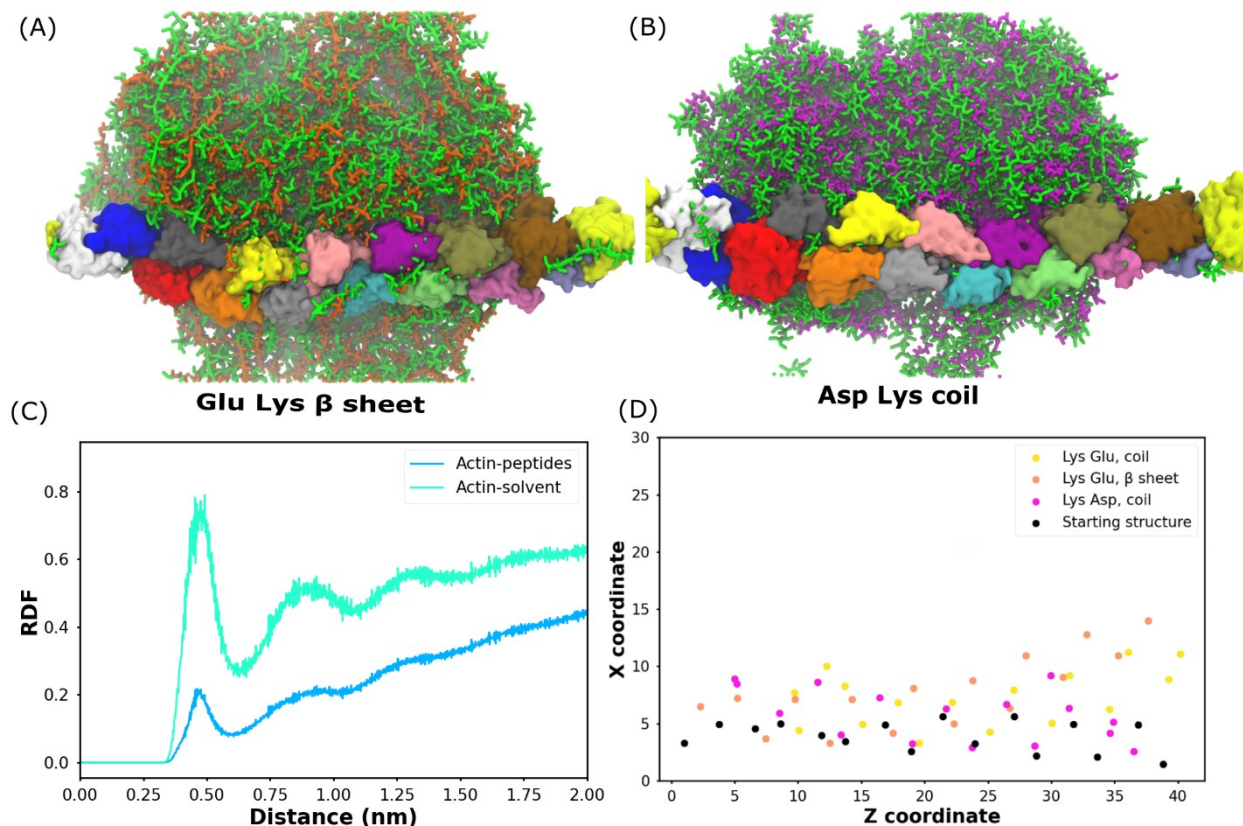 (A)
(B)
Glu Lys β sheet
Asp Lys coil
(C)
(D)
RDF
0.8
0.6
0.4
0.2
0.0
Actin-peptides
Actin-solvent
0.00 0.25 0.50 0.75 1.00 1.25 1.50 1.75 2.00
Distance (nm)
X coordinate
30
25
20
15
10
5
0
Lys Glu, coil
Lys Glu, β sheet
Lys Asp, coil
Starting structure
0 5 10 15 20 25 30 35 40
Z coordinate